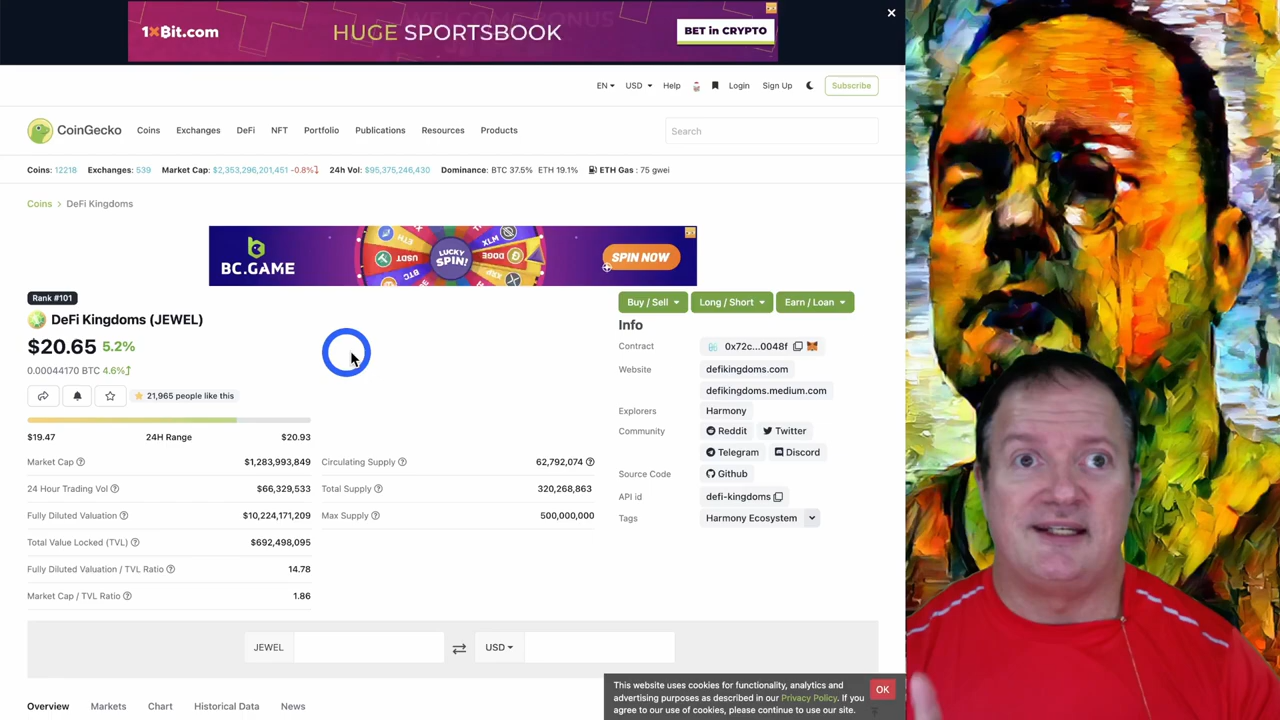 1XBit.com
HUGE SPORTSBOOK
BET in CRYPTO
EN
USD
Help
Login
Sign Up
Subscribe
CoinGecko
Coins
Exchanges
DeFi
NFT
Portfolio
Publications
Resources
Products
Search
Coins: 12218
Exchanges: 539
Market Cap: $2,353,296,201,451 -0.8%
24h Vol: $95,375,246,430
Dominance: BTC 37.5% ETH 19.1%
ETH Gas : 75 gwei
Coins > DeFi Kingdoms
BC.GAME
LUCKY
SPIN!
SPIN NOW
Rank #101
DeFi Kingdoms (JEWEL)
$20.65 5.2%
0.00044170 BTC 4.6%
21,965 people like this
$19.47
24H Range
$20.93
Market Cap
$1,283,993,849
24 Hour Trading Vol
$66,329,533
Fully Diluted Valuation
$10,224,171,209
Total Value Locked (TVL)
$692,498,095
Fully Diluted Valuation / TVL Ratio
14.78
Market Cap / TVL Ratio
1.86
Circulating Supply
62,792,074
Total Supply
320,268,863
Max Supply
500,000,000
Buy / Sell
Long / Short
Earn / Loan
Info
Contract
0x72c...0048f
Website
defikingdoms.com
defikingdoms.medium.com
Explorers
Harmony
Community
Reddit
Twitter
Telegram
Discord
Source Code
Github
API id
defi-kingdoms
Tags
Harmony Ecosystem
JEWEL
USD
This website uses cookies for functionality, analytics and
advertising purposes as described in our Privacy Policy. If you
agree to our use of cookies, please continue to use our site.
OK
Overview
Markets
Chart
Historical Data
News